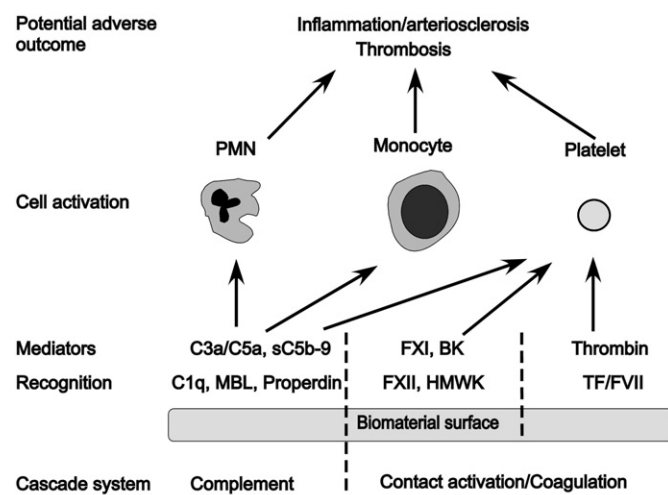 Potential adverse
outcome
Inflammation/arteriosclerosis
Thrombosis
PMN
Monocyte
Platelet
Cell activation
Mediators
C3a/C5a, sC5b-9
FXI, BK
Thrombin
Recognition
C1q, MBL, Properdin
FXII, HMWK
TF/FVII
Biomaterial surface
Cascade system
Complement
Contact activation/Coagulation